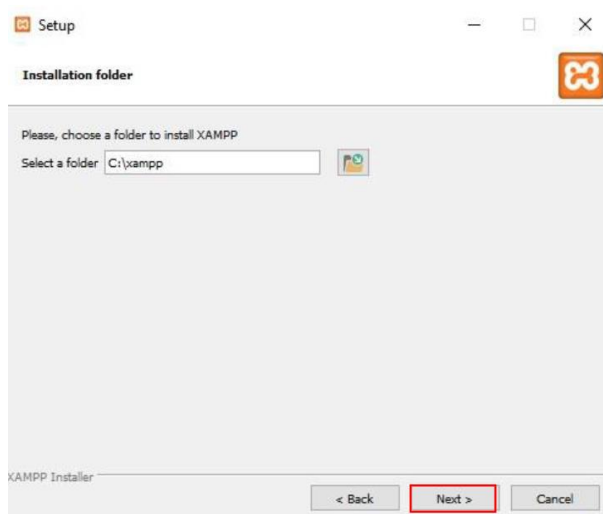 Setup
Installation folder
Please, choose a folder to install XAMPP
Select a folder C:\xampp
XAMPP Installer
< Back Next > Cancel